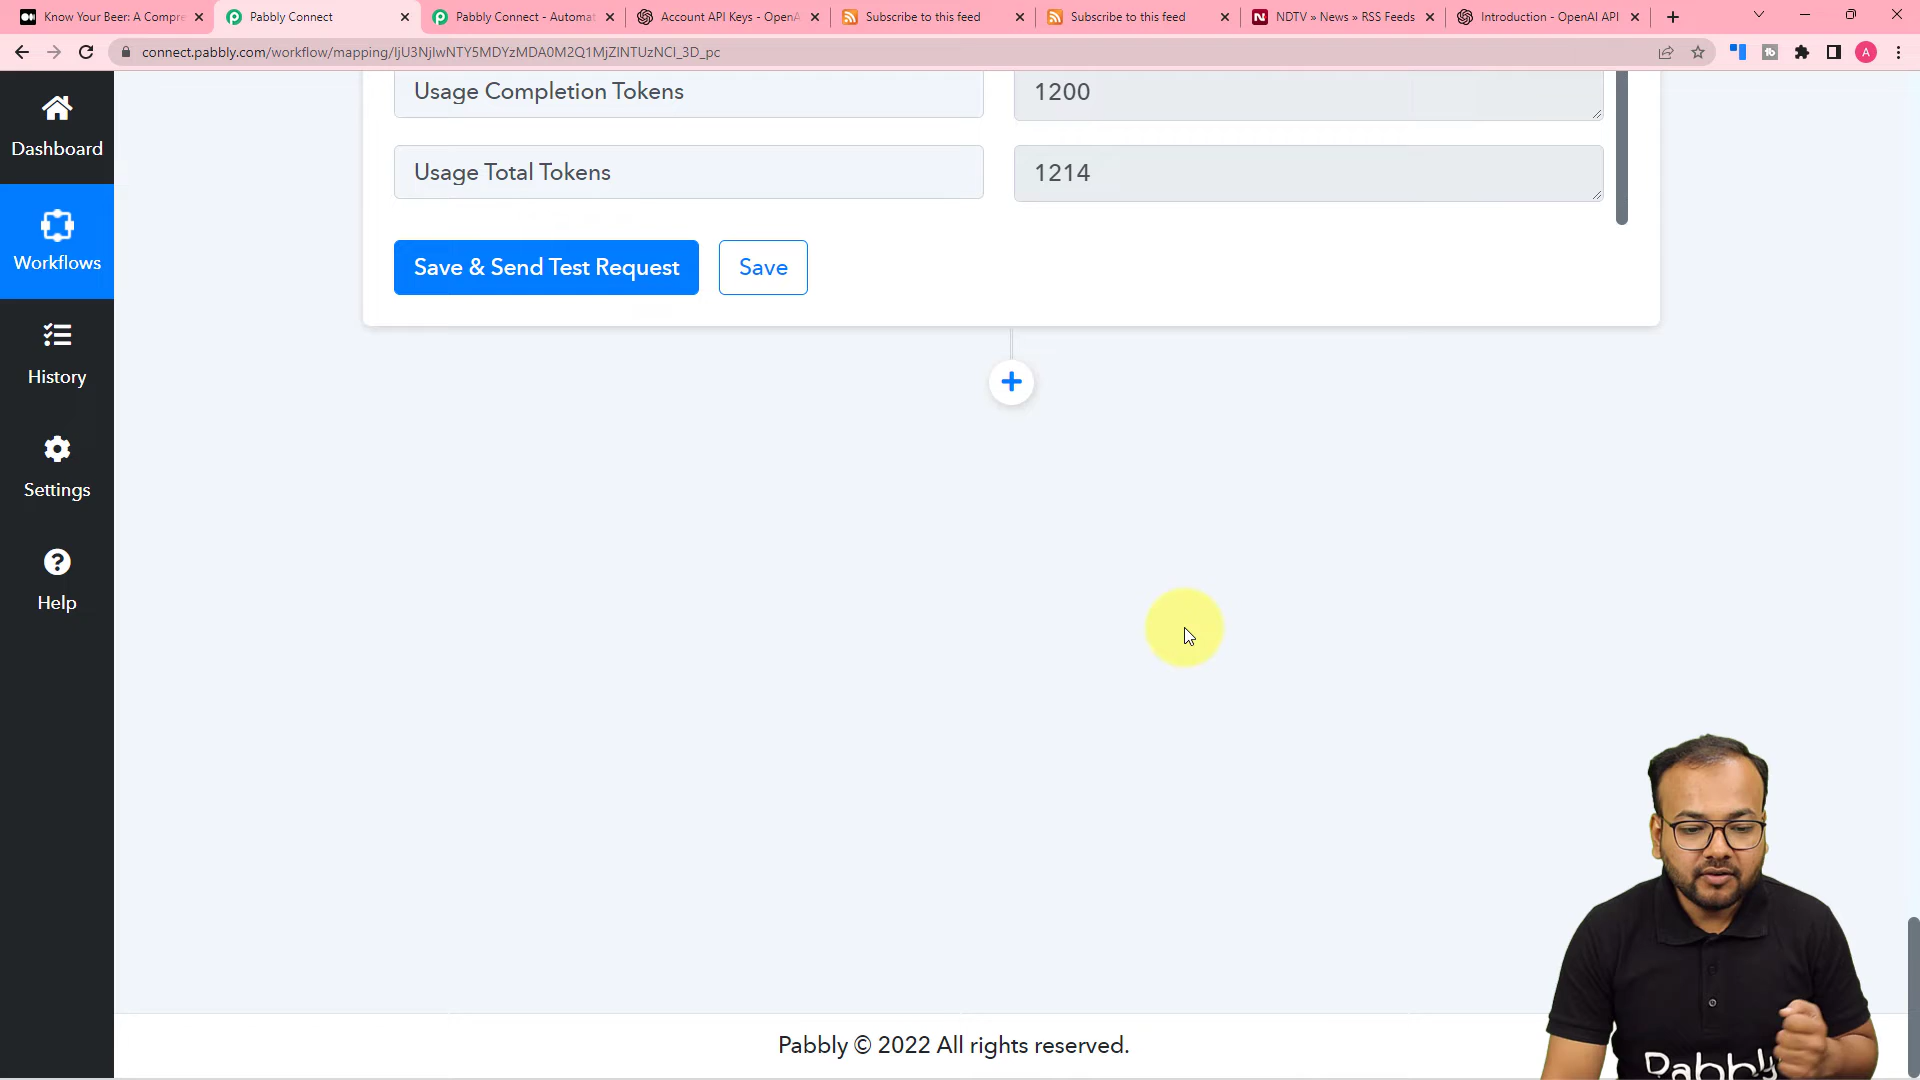 Know Your Beer: A Compre
Pabbly Connect
Pabbly Connect - Automat
Account API Keys - OpenA
Subscribe to this feed
Subscribe to this feed
NDTV » News » RSS Feeds
Introduction - OpenAI API
connect.pabbly.com/workflow/mapping/IjU3NjIwNTY5MDYzMDA0M2Q1MjZlNTUzNCI_3D_pc
A
Dashboard
Workflows
History
Settings
Help
Usage Completion Tokens
1200
Usage Total Tokens
1214
Save & Send Test Request
Save
Pabbly © 2022 All rights reserved.
Pabbly